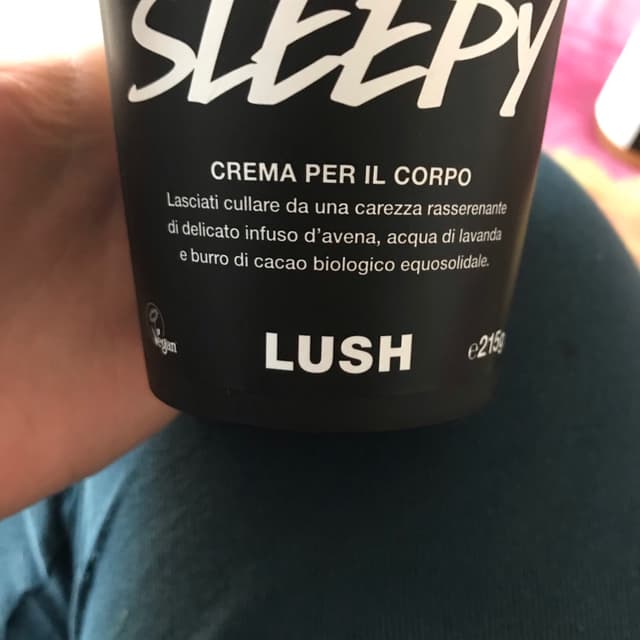 SLEEPY
CREMA PER IL CORPO
Lasciati cullare da una carezza rasserenante
di delicato infuso d'avena, acqua di lavanda
e burro di cacao biologico equosolidale.
Vegan
LUSH
℮215g